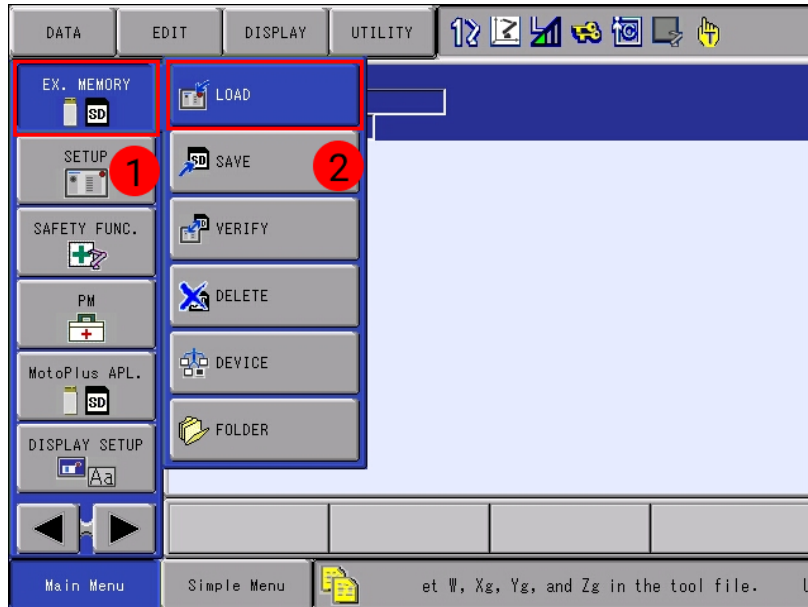 DATA
EDIT
DISPLAY
UTILITY
EX. MEMORY
SD
SETUP
1
SAFETY FUNC.
PM
MotoPlus APL.
SD
DISPLAY SETUP
Aa
LOAD
SD SAVE
2
VERIFY
DELETE
DEVICE
FOLDER
Main Menu
Simple Menu
et W, Xg, Yg, and Zg in the tool file.